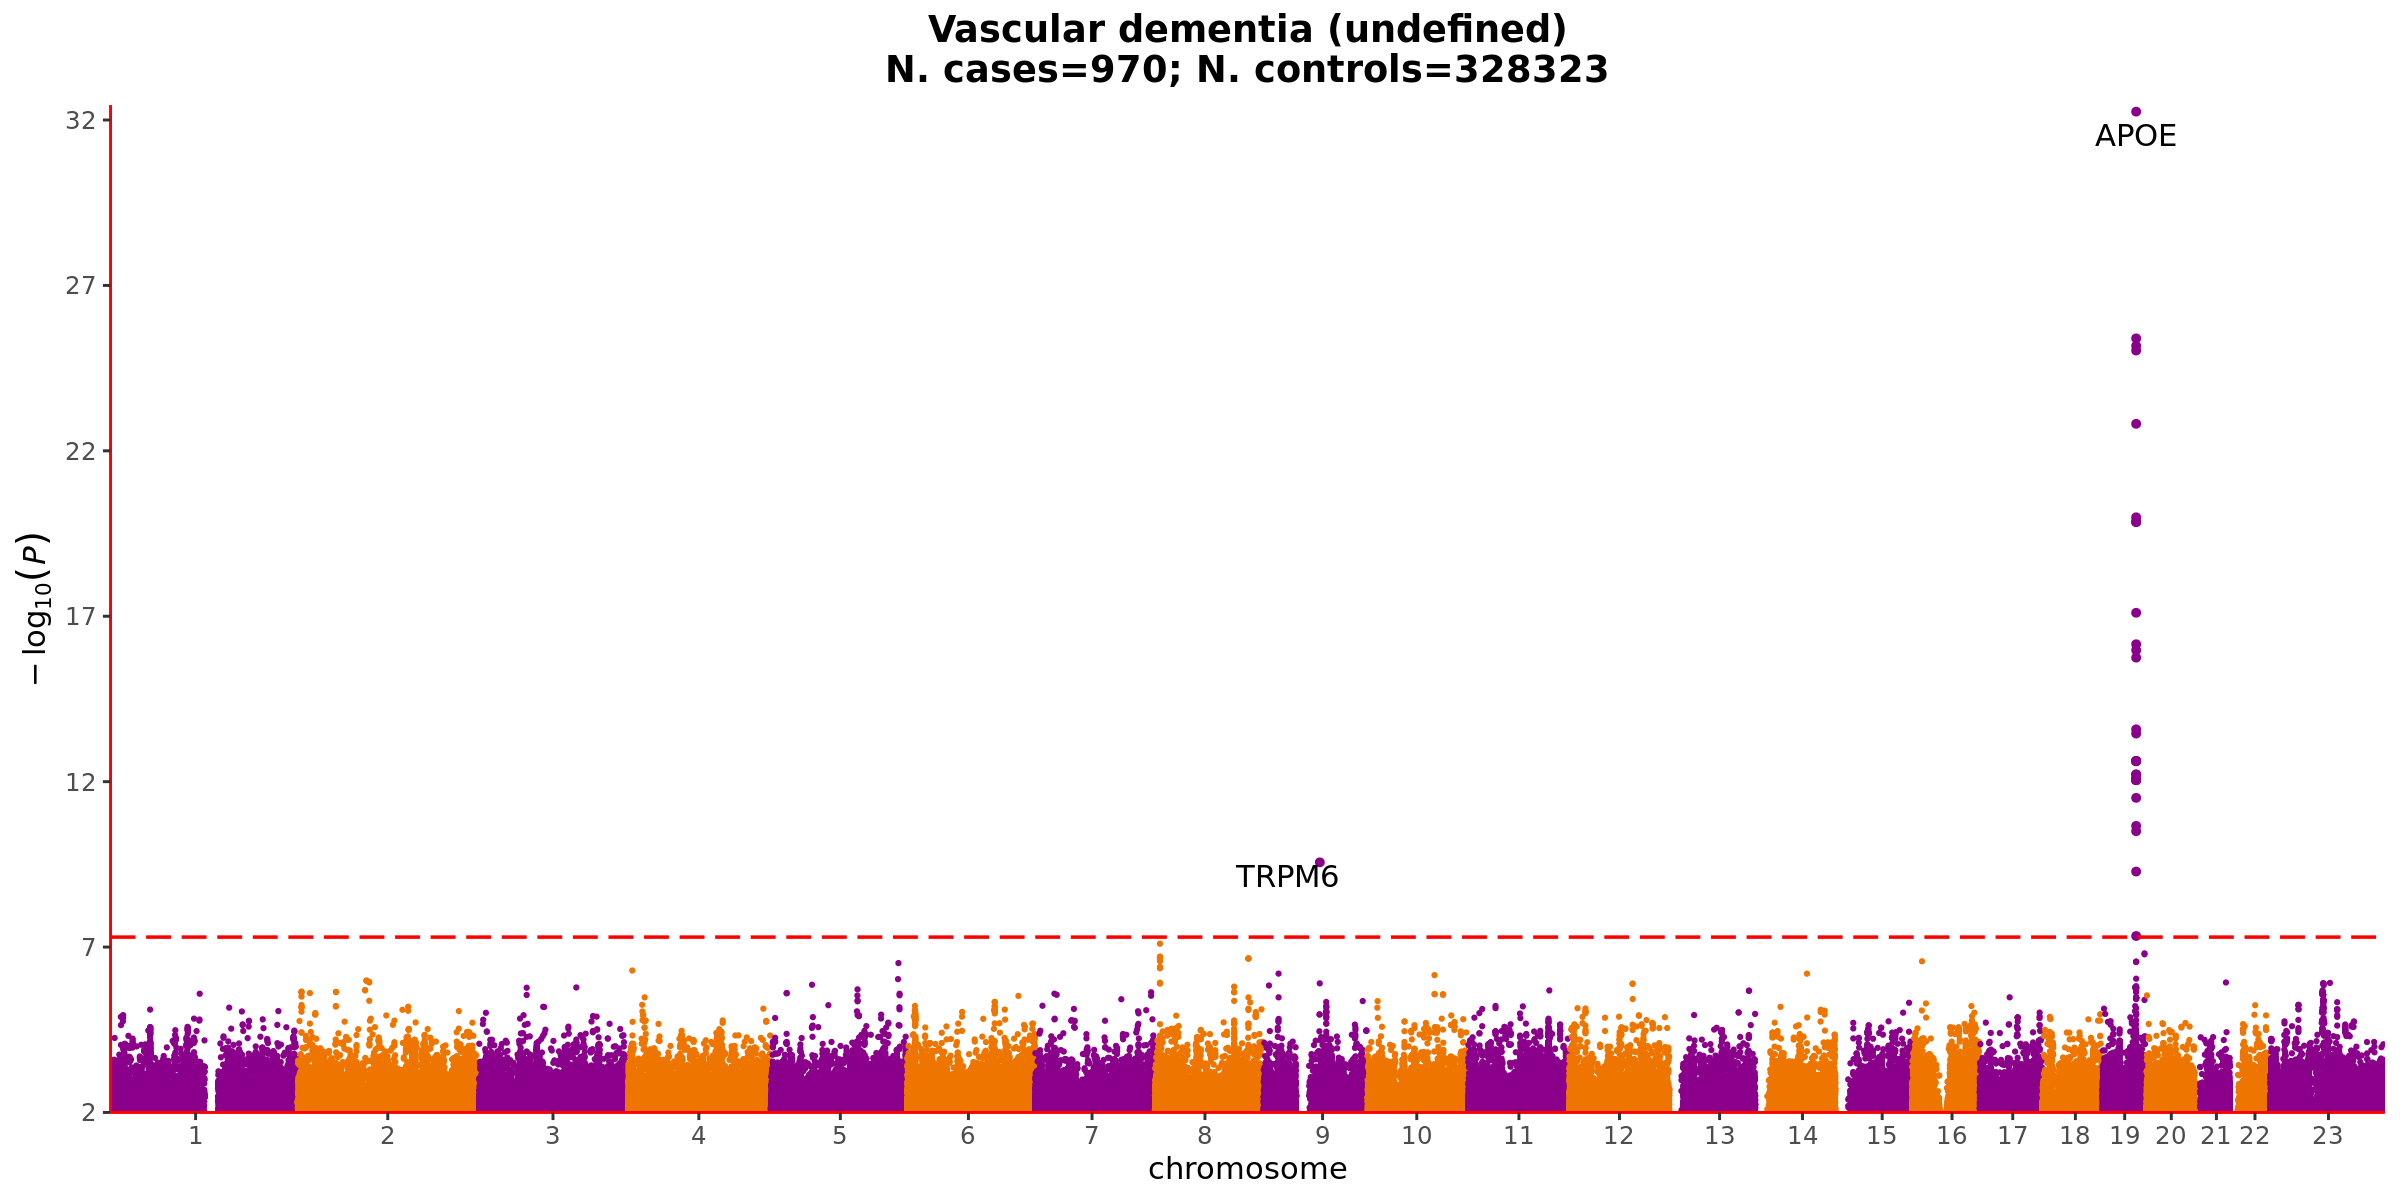 Vascular dementia (undefined)
N. cases=970; N. controls=328323
32
APOE
27
22
17
12
TRPM6
7
2
− log10(P)
1 2 3 4 5 6 7 8 9 10 11 12 13 14 15 16 17 18 19 20 21 22 23
chromosome